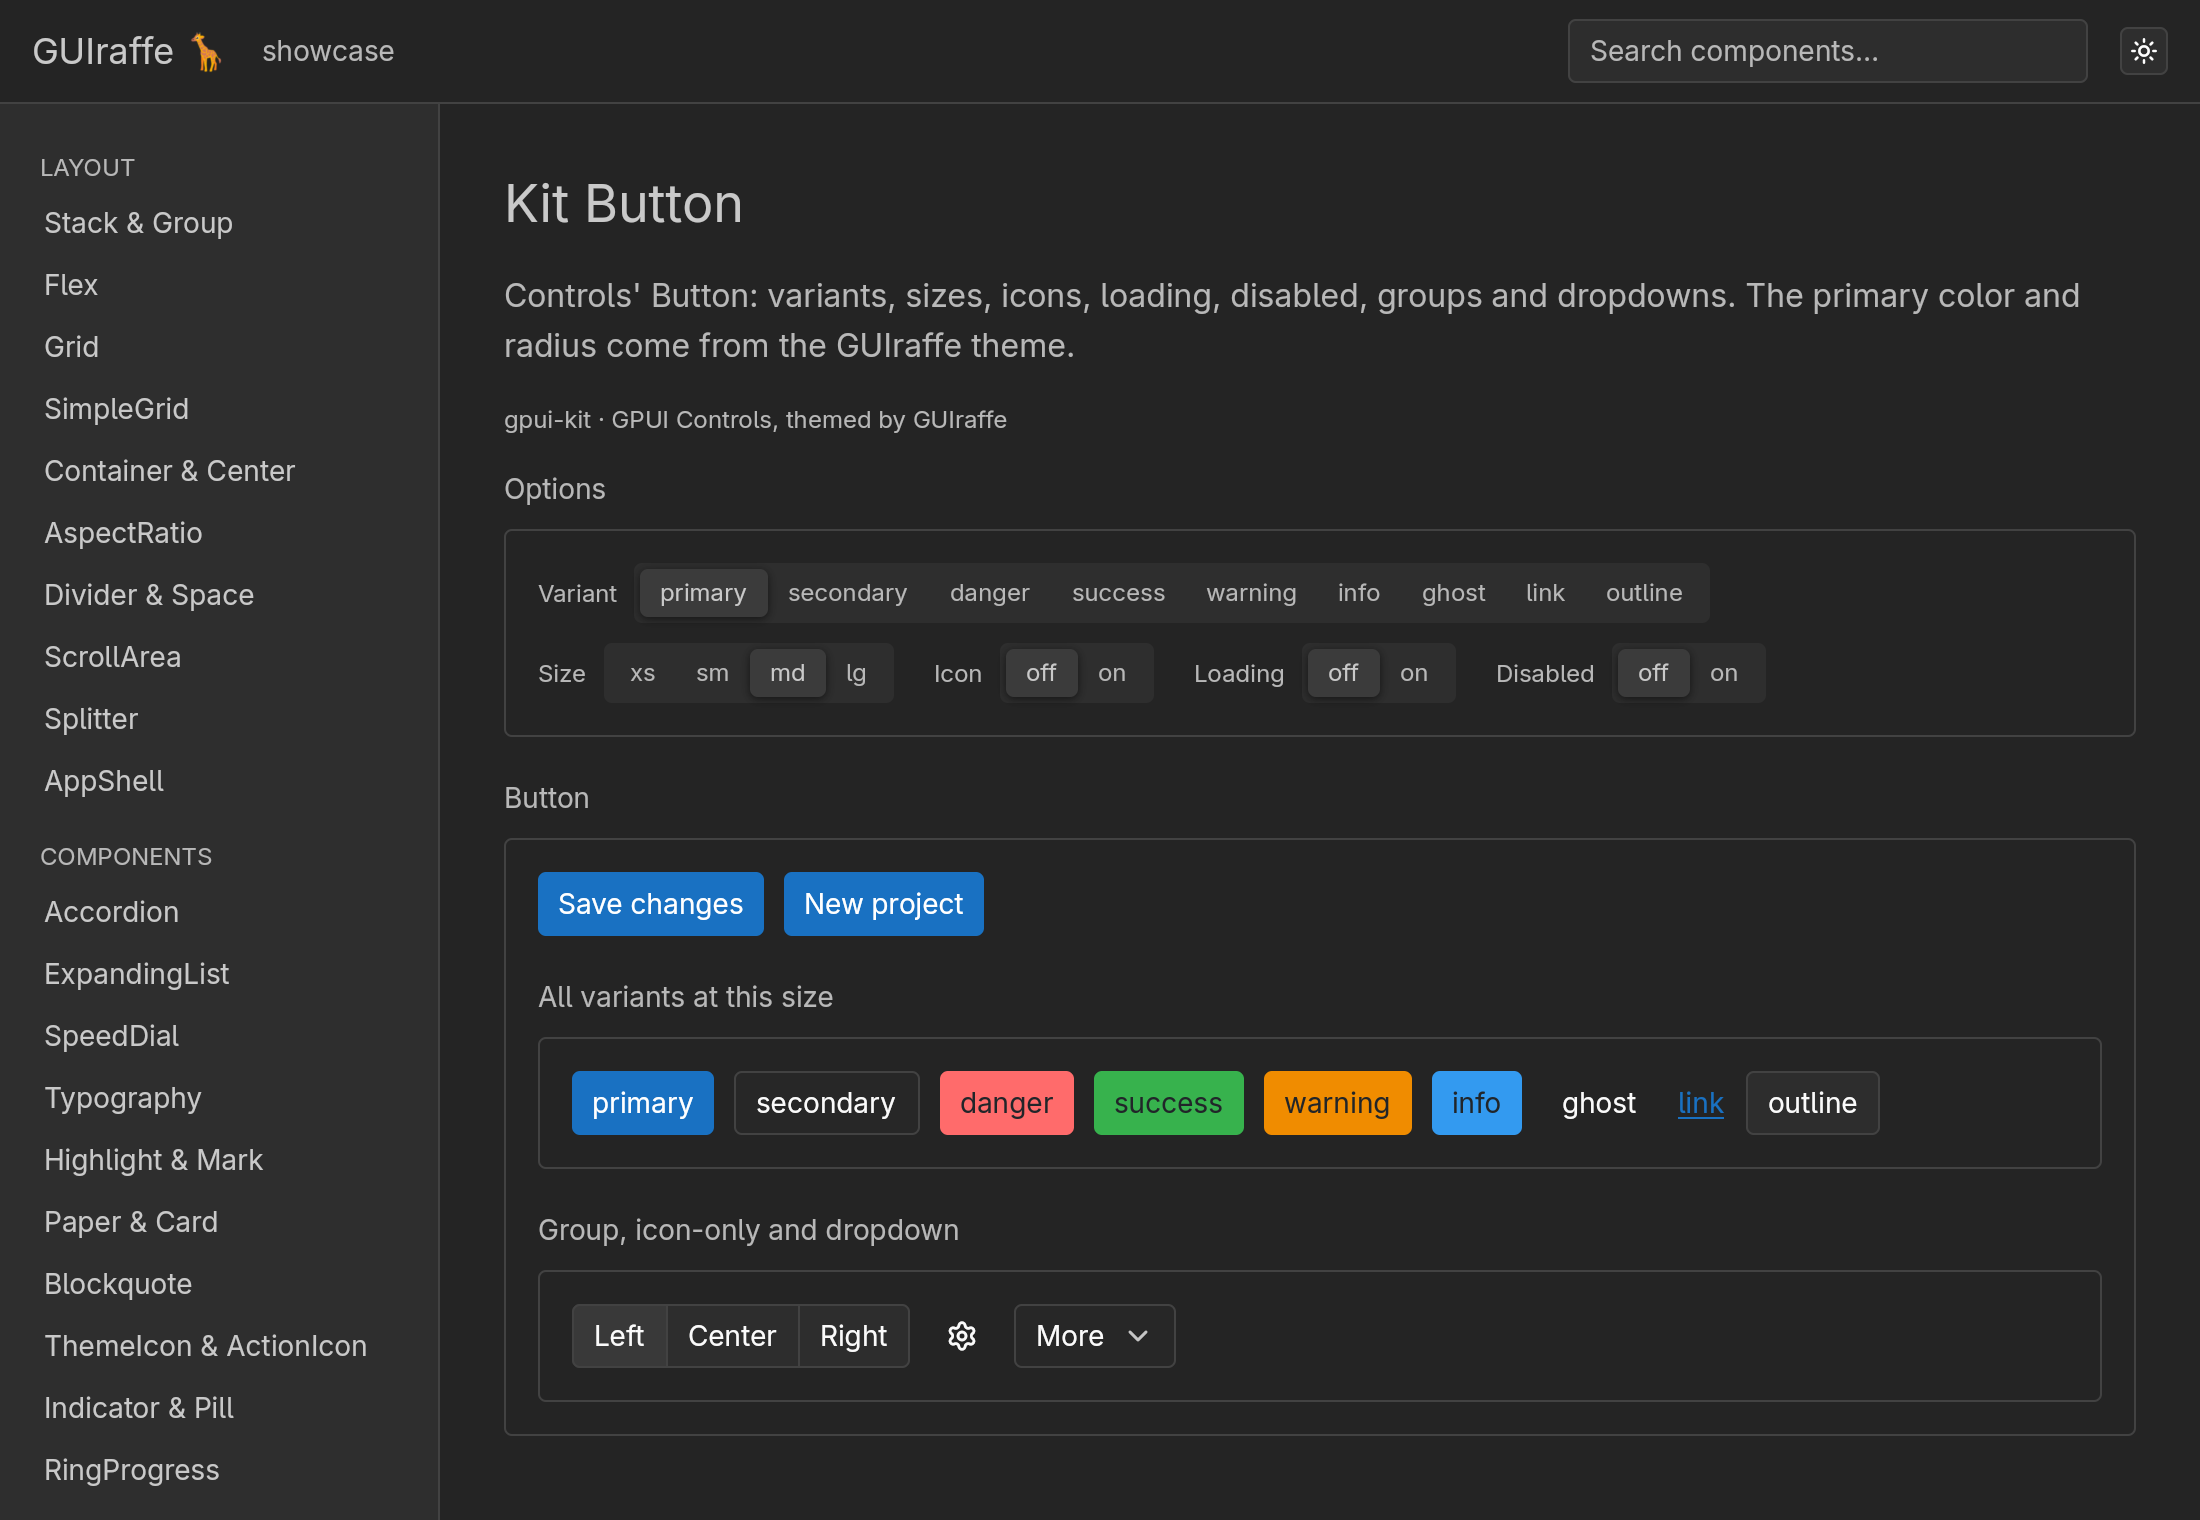 GUIraffe 🦒 showcase
Search components...
LAYOUT
Stack & Group
Flex
Grid
SimpleGrid
Container & Center
AspectRatio
Divider & Space
ScrollArea
Splitter
AppShell
COMPONENTS
Accordion
ExpandingList
SpeedDial
Typography
Highlight & Mark
Paper & Card
Blockquote
ThemeIcon & ActionIcon
Indicator & Pill
RingProgress
Kit Button
Controls' Button: variants, sizes, icons, loading, disabled, groups and dropdowns. The primary color and
radius come from the GUIraffe theme.
gpui-kit · GPUI Controls, themed by GUIraffe
Options
Variant primary secondary danger success warning info ghost link outline
Size xs sm md lg Icon off on Loading off on Disabled off on
Button
Save changes New project
All variants at this size
primary secondary danger success warning info ghost link outline
Group, icon-only and dropdown
Left Center Right More